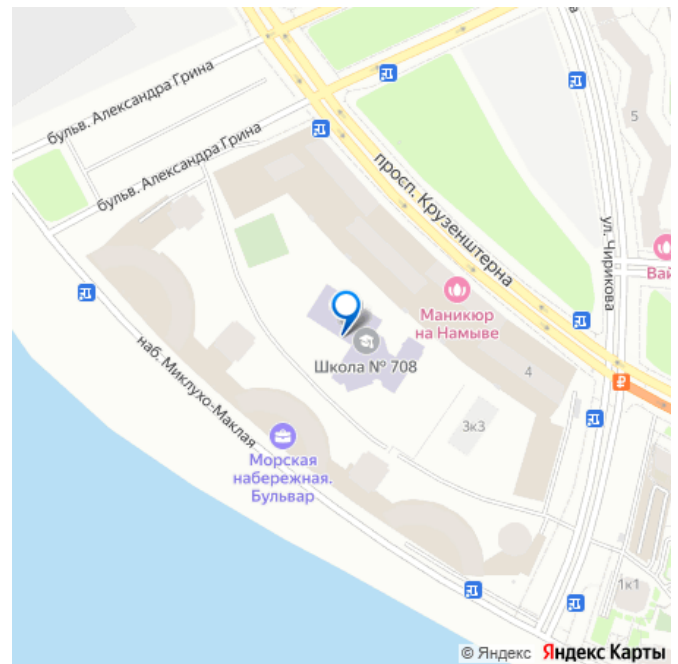 бульв. Александра Грина
бульв. Александра Грина
просп. Крузенштерна
5
ул. Чирикова
Вай
Маникюр
на Намыве
Школа № 708
4
3к3
наб. Миклухо-Маклая
Морская
набережная.
Бульвар
1к1
© Яндекс Яндекс Карты